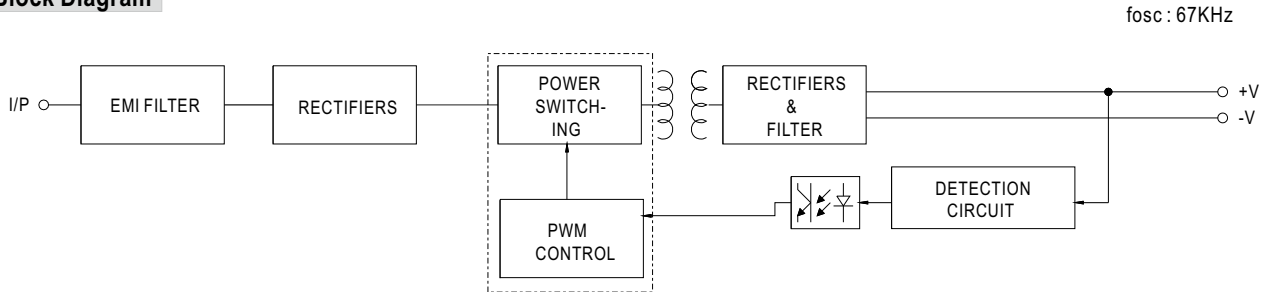 Block Diagram
fosc : 67KHz
I/P
EMI FILTER
RECTIFIERS
POWER
SWITCH-
ING
RECTIFIERS
&
FILTER
+V
-V
PWM
CONTROL
DETECTION
CIRCUIT